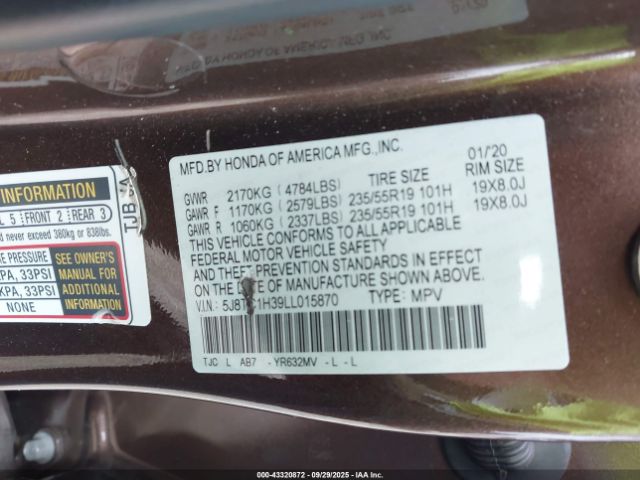 MFD.BY HONDA OF AMERICA MFG.,INC. 01/20
TIRE SIZE RIM SIZE
GVWR 2170KG ( 4784LBS)
GAWR F 1170KG ( 2579LBS) 235/55R19 101H 19X8.0J
GAWR R 1060KG ( 2337LBS) 235/55R19 101H 19X8.0J
THIS VEHICLE CONFORMS TO ALL APPLICABLE
FEDERAL MOTOR VEHICLE SAFETY
AND THEFT PREVENTION STANDARDS IN EFFECT
ON THE DATE OF MANUFACTURE SHOWN ABOVE.
V.I.N: 1H39LL015870 TYPE: MPV
TJC L AB7 -YR632MV - L - L
INFORMATION
5 FRONT 2 REAR 3
never exceed 380kg or 838lbs.
PRESSURE SEE OWNER'S
33PSI MANUAL FOR
33PSI ADDITIONAL
NONE INFORMATION
TJB
000-43320872 09/29/2025 IAA Inc.